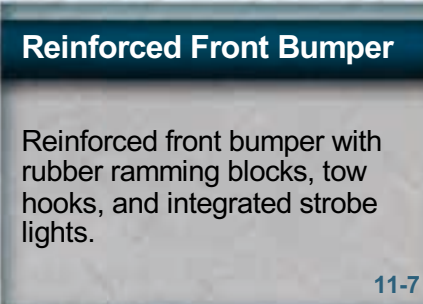 Reinforced Front Bumper
Reinforced front bumper with
rubber ramming blocks, tow
hooks, and integrated strobe
lights.
11-7